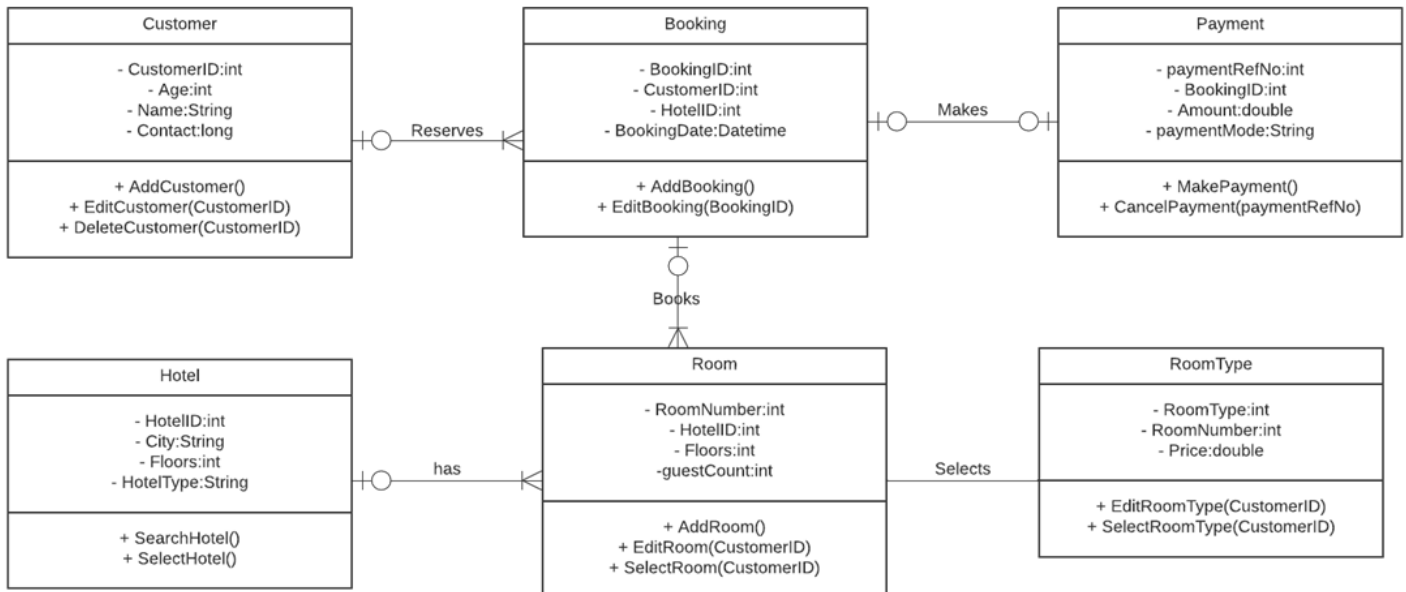 Customer
- CustomerID:int
- Age:int
- Name:String
- Contact:long
+ AddCustomer()
+ EditCustomer(CustomerID)
+ DeleteCustomer(CustomerID)
Reserves
Booking
- BookingID:int
- CustomerID:int
- HotelID:int
- BookingDate:Datetime
+ AddBooking()
+ EditBooking(BookingID)
Makes
Payment
- paymentRefNo:int
- BookingID:int
- Amount:double
- paymentMode:String
+ MakePayment()
+ CancelPayment(paymentRefNo)
Books
Hotel
- HotelID:int
- City:String
- Floors:int
- HotelType:String
+ SearchHotel()
+ SelectHotel()
has
Room
- RoomNumber:int
- HotelID:int
- Floors:int
-guestCount:int
+ AddRoom()
+ EditRoom(CustomerID)
+ SelectRoom(CustomerID)
Selects
RoomType
- RoomType:int
- RoomNumber:int
- Price:double
+ EditRoomType(CustomerID)
+ SelectRoomType(CustomerID)